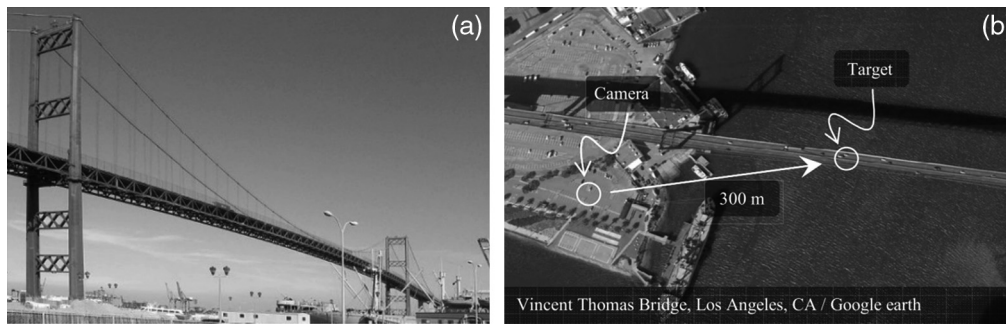 (a)
(b)
Camera
Target
300 m
Vincent Thomas Bridge, Los Angeles, CA / Google earth